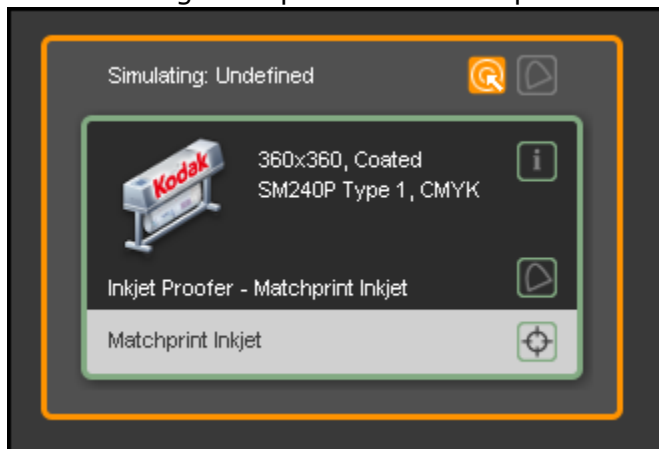 Simulating: Undefined
Kodak
360x360, Coated
SM240P Type 1, CMYK
i
Inkjet Proofer - Matchprint Inkjet
Matchprint Inkjet